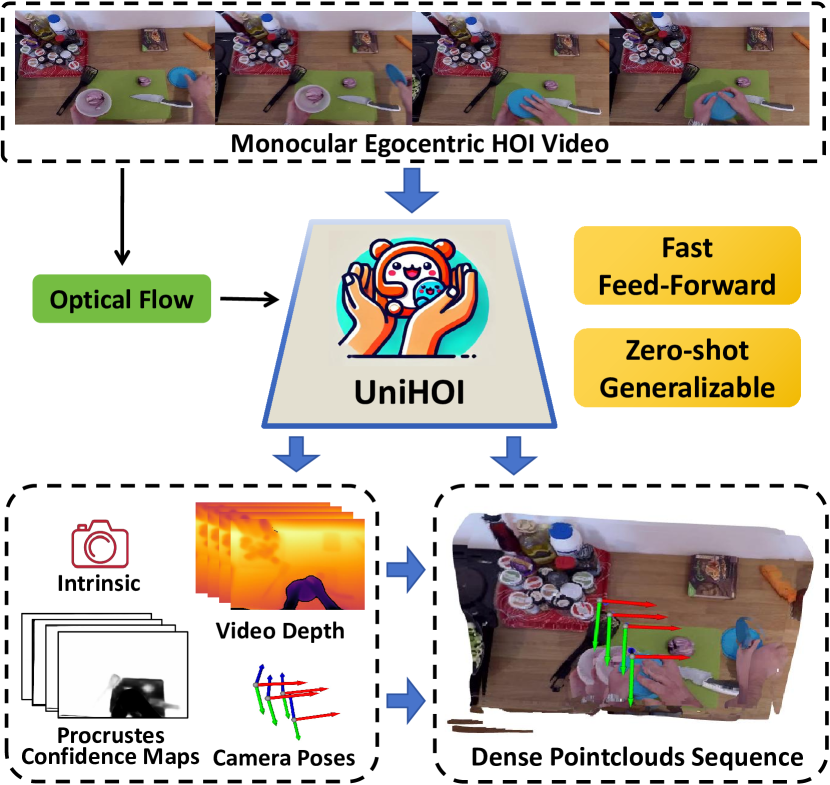 Monocular Egocentric HOI Video
Optical Flow
UniHOI
Fast
Feed-Forward
Zero-shot
Generalizable
Intrinsic
Video Depth
Procrustes
Confidence Maps
Camera Poses
Dense Pointclouds Sequence